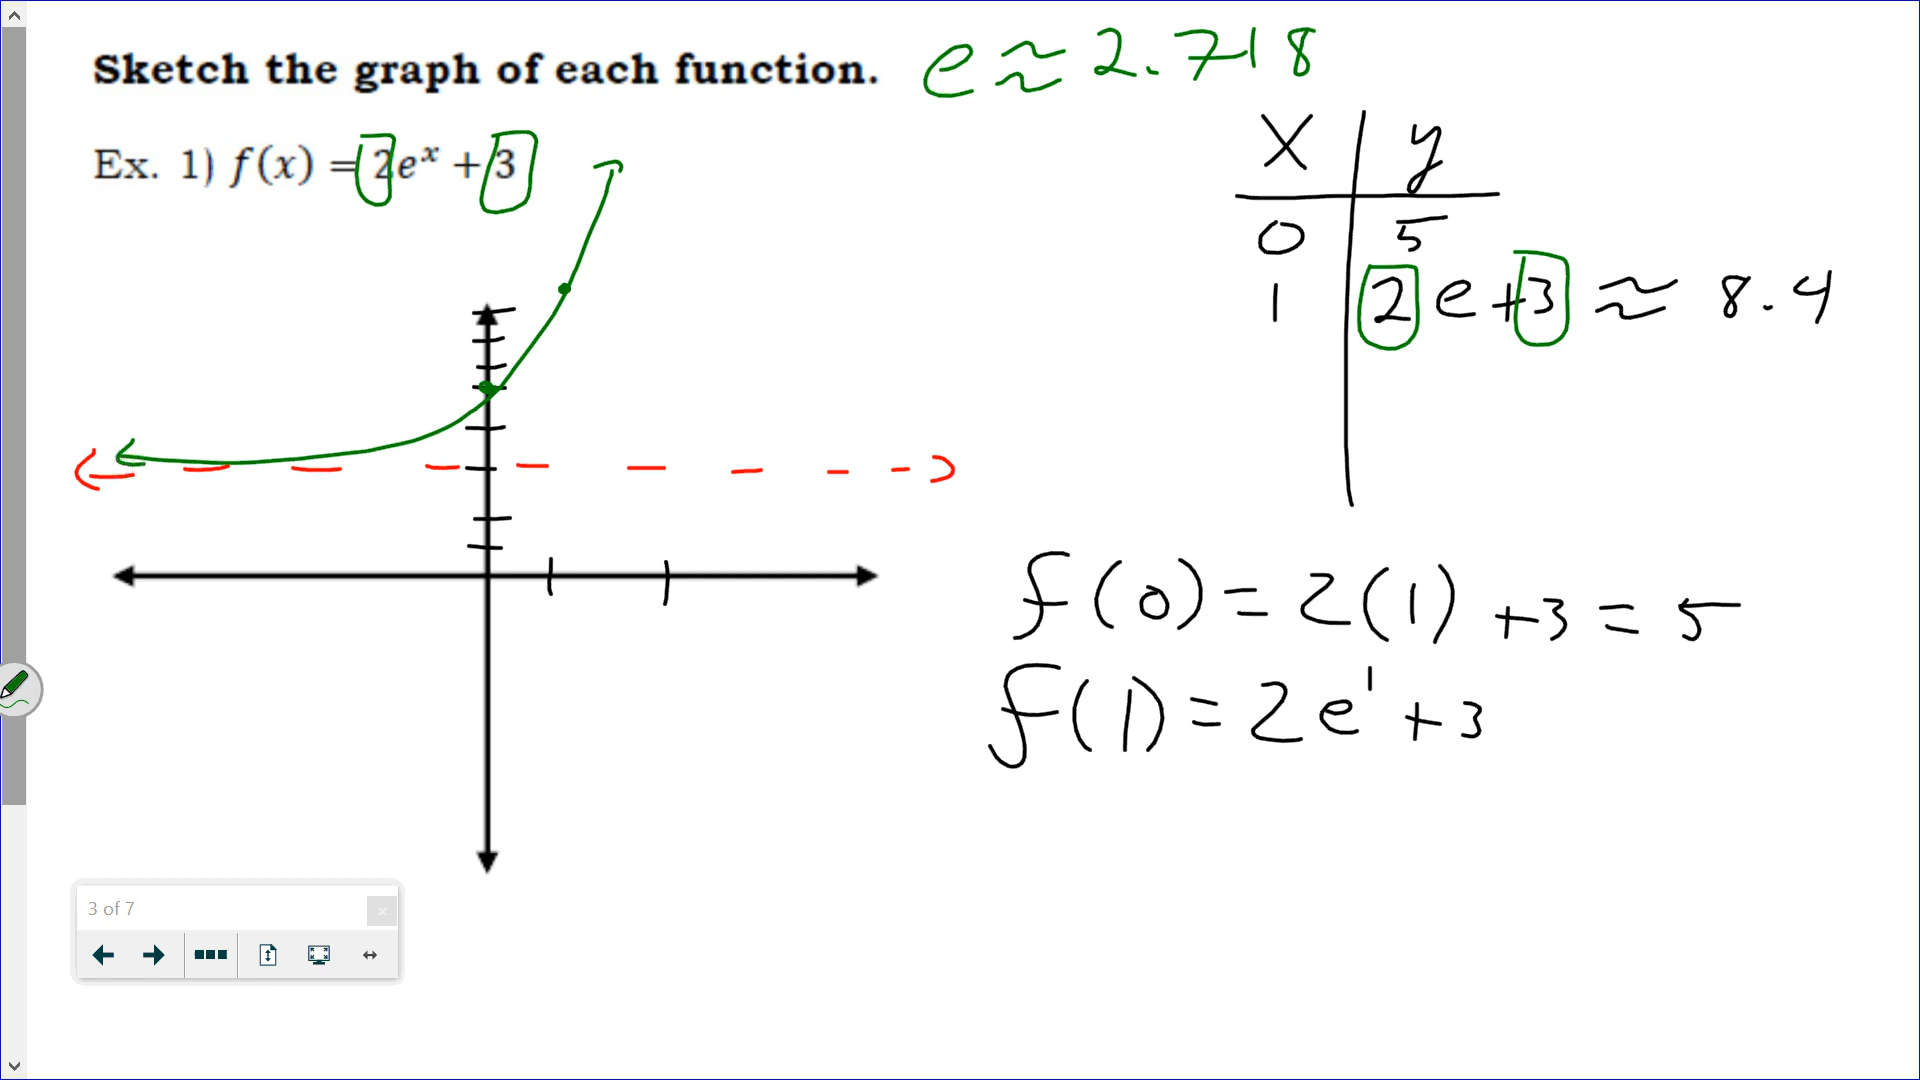 Sketch the graph of each function. e ≈ 2.718
Ex. 1) f(x) = 2eˣ + 3
x y
0 5
1 2e+3 ≈ 8.4
f(0) = 2(1) +3 = 5
f(1) = 2e¹ +3
3 of 7